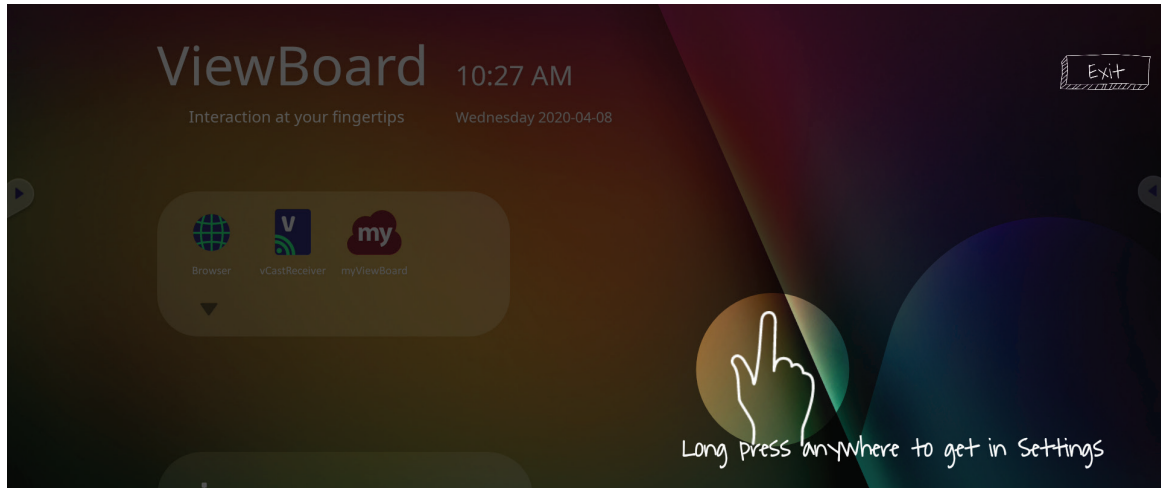 ViewBoard 10:27 AM
Exit
Interaction at your fingertips Wednesday 2020-04-08
V
my
Browser vCastReceiver myViewBoard
Long press anywhere to get in Settings